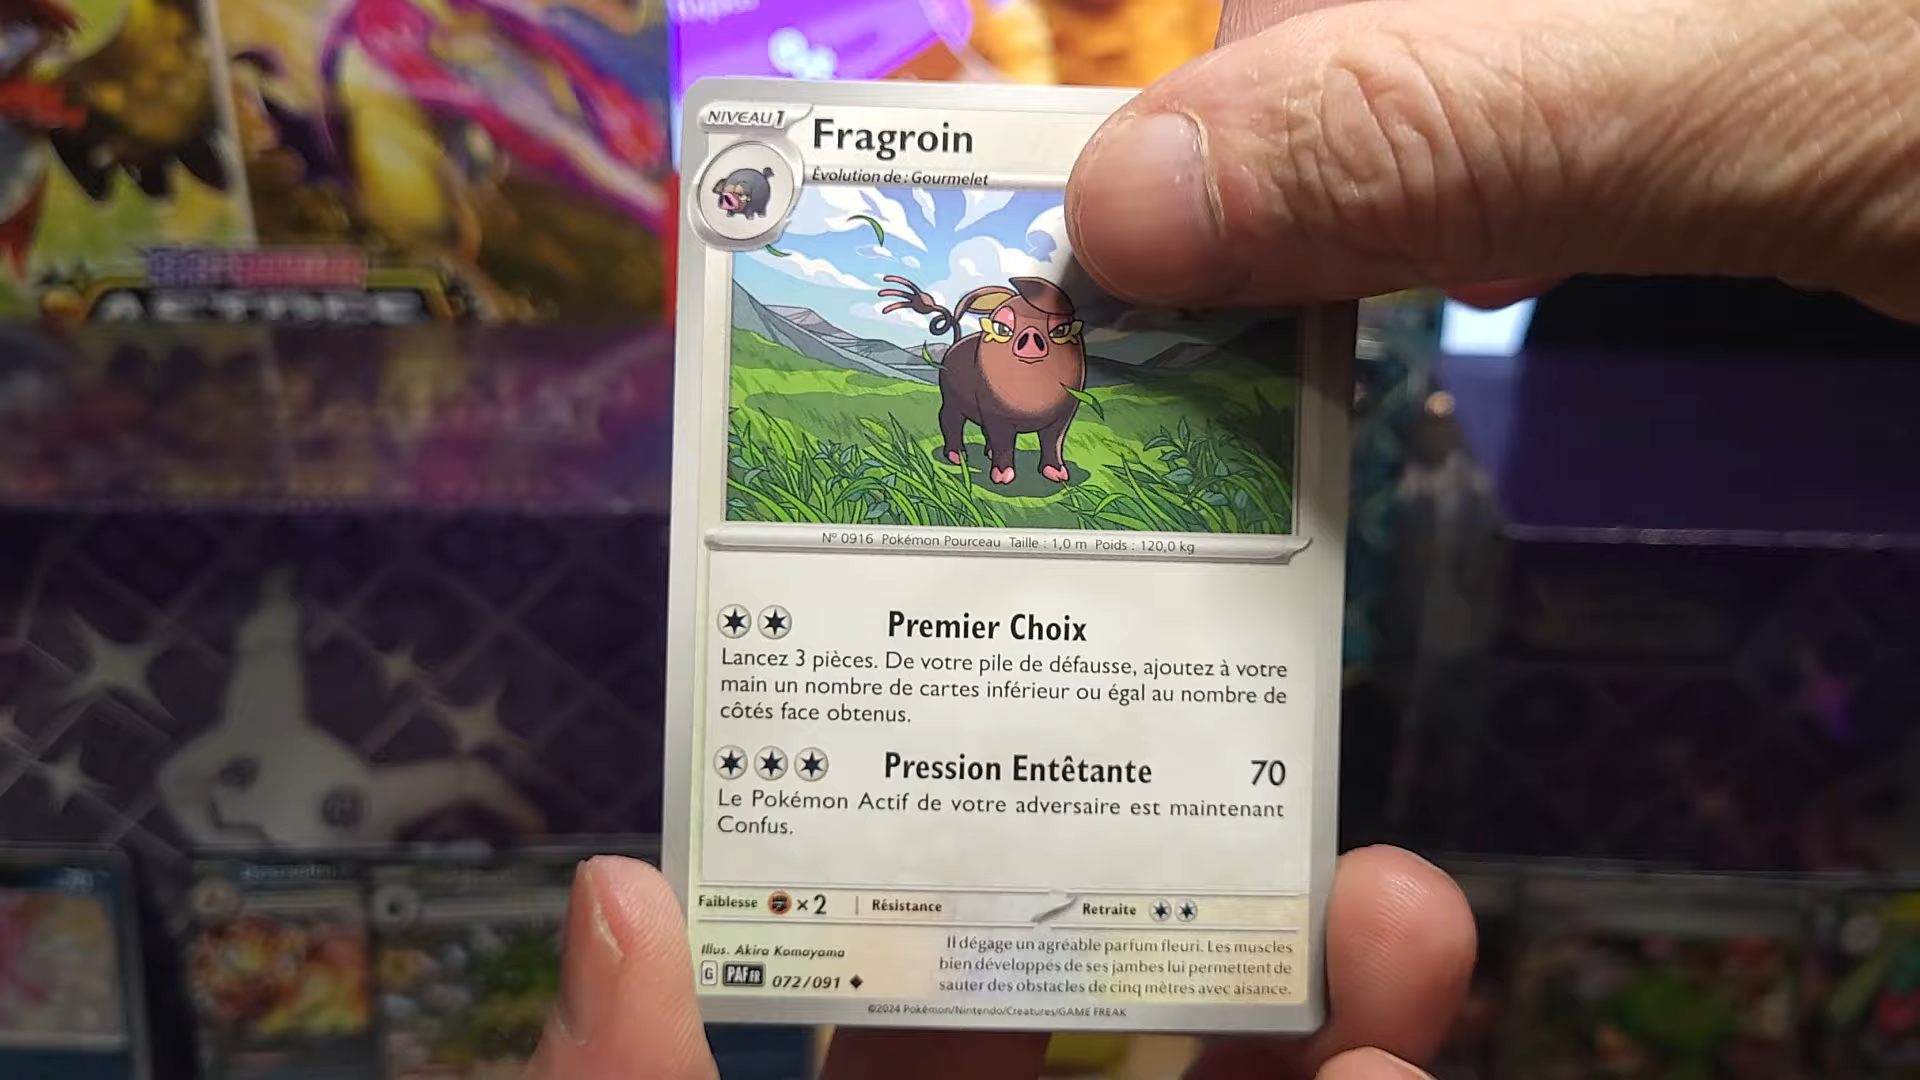 NIVEAU 1
Fragroin
Évolution de : Gourmelet
N° 0916 Pokémon Pourceau Taille : 1,0 m Poids : 120,0 kg
Premier Choix
Lancez 3 pièces. De votre pile de défausse, ajoutez à votre
main un nombre de cartes inférieur ou égal au nombre de
côtés face obtenus.
Pression Entêtante 70
Le Pokémon Actif de votre adversaire est maintenant
Confus.
Faiblesse ×2 Résistance Retraite
Illus. Akira Komayama
G PAF FR 072/091
Il dégage un agréable parfum fleuri. Les muscles
bien développés de ses jambes lui permettent de
sauter des obstacles de cinq mètres avec aisance.
©2024 Pokémon/Nintendo/Creatures/GAME FREAK